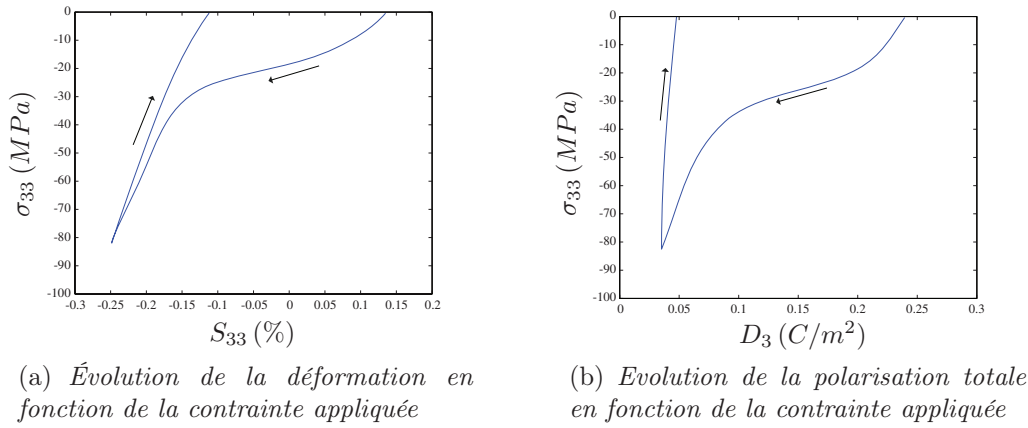 0
-10
-20
-30
-40
-50
-60
-70
-80
-90
-100
-0.3 -0.25 -0.2 -0.15 -0.1 -0.05 0 0.05 0.1 0.15 0.2
σ33 (MPa)
S33 (%)
(a) Évolution de la déformation en
fonction de la contrainte appliquée
0
-10
-20
-30
-40
-50
-60
-70
-80
-90
-100
0 0.05 0.1 0.15 0.2 0.25 0.3
σ33 (MPa)
D3 (C/m²)
(b) Evolution de la polarisation totale
en fonction de la contrainte appliquée